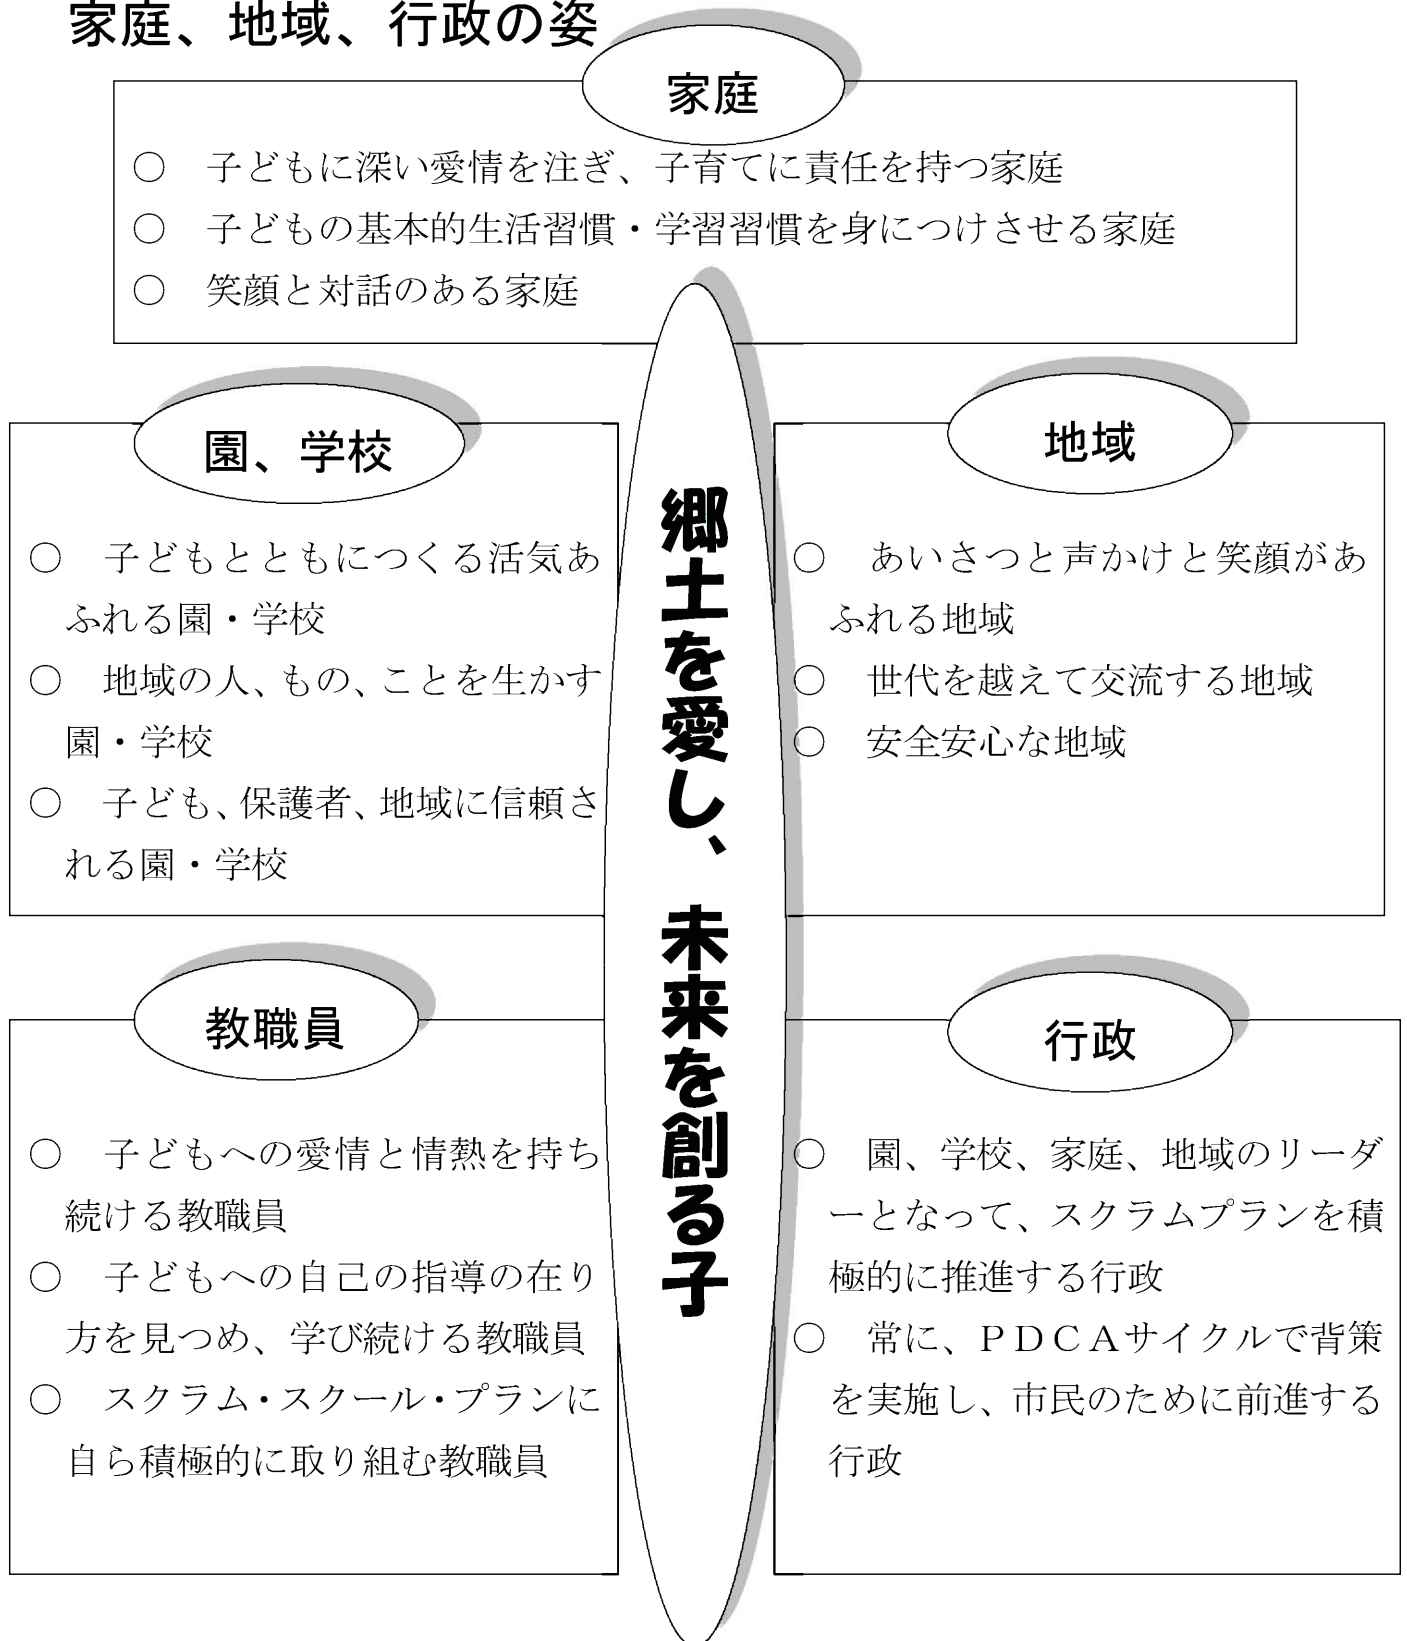 家庭、地域、行政の姿
家庭
○　子どもに深い愛情を注ぎ、子育てに責任を持つ家庭
○　子どもの基本的生活習慣・学習習慣を身につけさせる家庭
○　笑顔と対話のある家庭
園、学校
○　子どもとともにつくる活気あ
ふれる園・学校
○　地域の人、もの、ことを生かす
園・学校
○　子ども、保護者、地域に信頼さ
れる園・学校
地域
○　あいさつと声かけと笑顔があ
ふれる地域
○　世代を越えて交流する地域
○　安全安心な地域
郷土を愛し、　未来を創る子
教職員
○　子どもへの愛情と情熱を持ち
続ける教職員
○　子どもへの自己の指導の在り
方を見つめ、学び続ける教職員
○　スクラム・スクール・プランに
自ら積極的に取り組む教職員
行政
○　園、学校、家庭、地域のリーダ
ーとなって、スクラムプランを積
極的に推進する行政
○　常に、ＰＤＣＡサイクルで背策
を実施し、市民のために前進する
行政